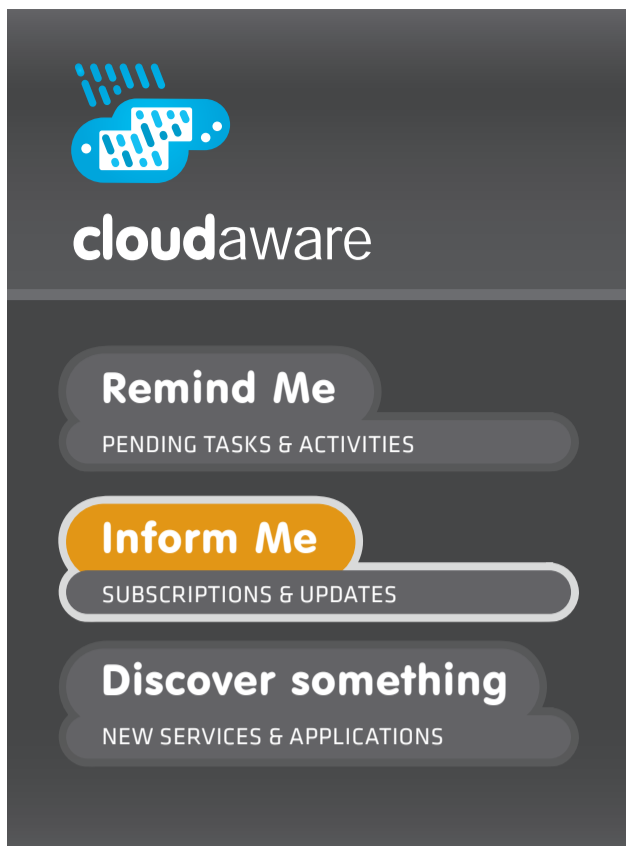 cloudaware
Remind Me
PENDING TASKS & ACTIVITIES
Inform Me
SUBSCRIPTIONS & UPDATES
Discover something
NEW SERVICES & APPLICATIONS